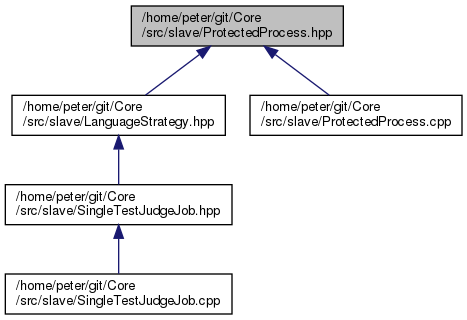 /home/peter/git/Core
/src/slave/ProtectedProcess.hpp
/home/peter/git/Core
/src/slave/LanguageStrategy.hpp
/home/peter/git/Core
/src/slave/ProtectedProcess.cpp
/home/peter/git/Core
/src/slave/SingleTestJudgeJob.hpp
/home/peter/git/Core
/src/slave/SingleTestJudgeJob.cpp